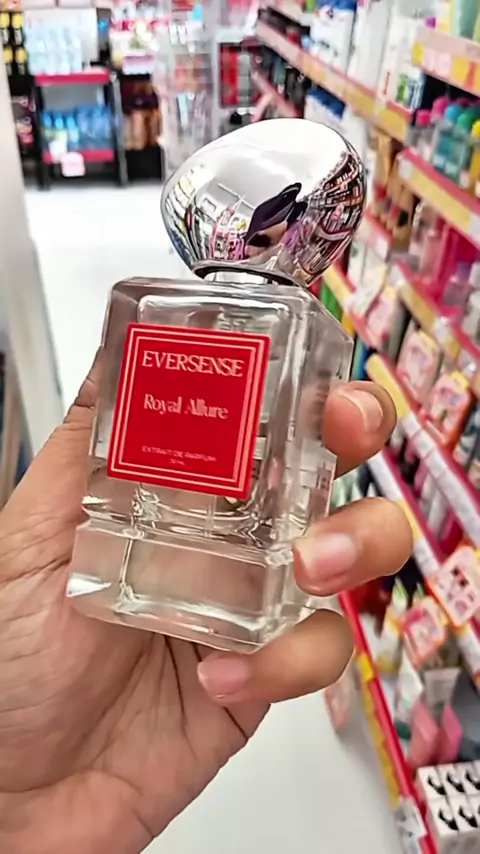 EVERSENSE
Royal Allure
EXTRAIT DE PARFUM